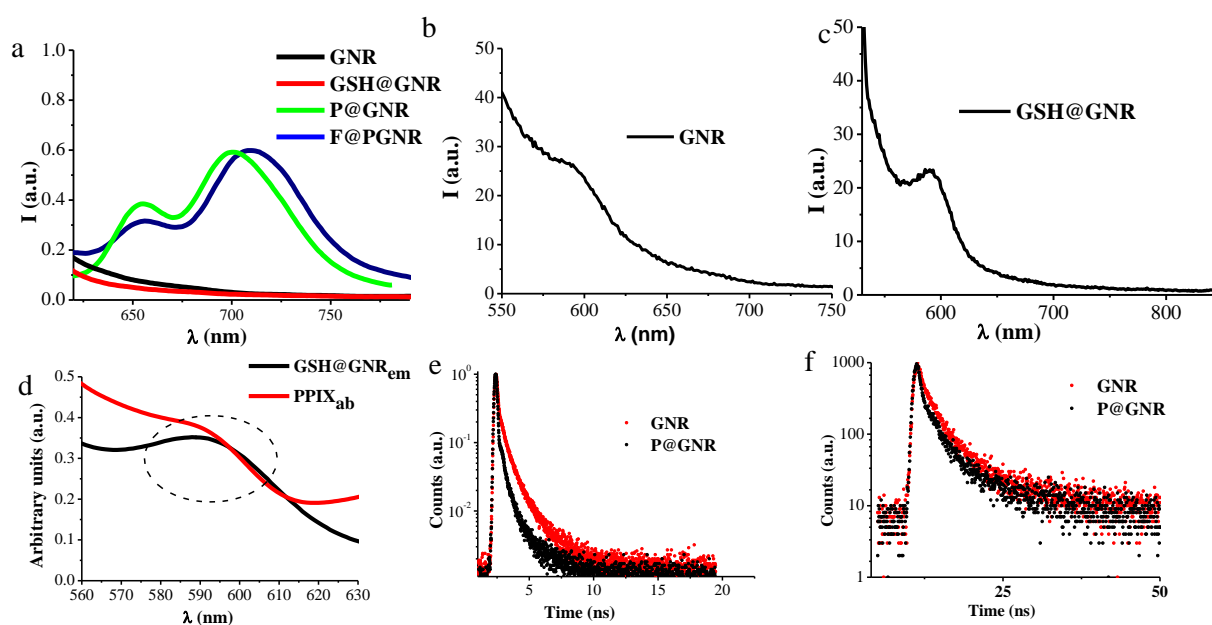 a
1.0
0.8
0.6
0.4
0.2
0.0
I (a.u.)
650 700 750
λ (nm)
GNR
GSH@GNR
P@GNR
F@PGNR
b
50
40
30
20
10
0
I (a.u.)
550 600 650 700 750
λ (nm)
GNR
c
50
40
30
20
10
0
I (a.u.)
600 700 800
λ (nm)
GSH@GNR
d
0.5
0.4
0.3
0.2
0.1
0.0
Arbitrary units (a.u.)
560 570 580 590 600 610 620 630
λ (nm)
GSH@GNRem
PPIXab
e
10^0
10^-1
10^-2
Counts (a.u.)
5 10 15 20
Time (ns)
GNR
P@GNR
f
1000
100
10
1
Counts (a.u.)
25 50
Time (ns)
GNR
P@GNR